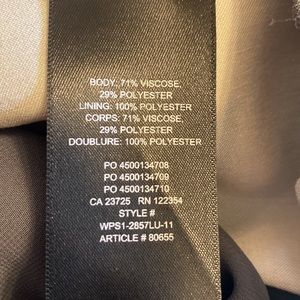 BODY: 71% VISCOSE,
29% POLYESTER
LINING: 100% POLYESTER
CORPS: 71% VISCOSE,
29% POLYESTER
DOUBLURE: 100% POLYESTER
PO 4500134708
PO 4500134709
PO 4500134710
CA 23725 RN 122354
STYLE #
WPS1-2857LU-11
ARTICLE # 80655